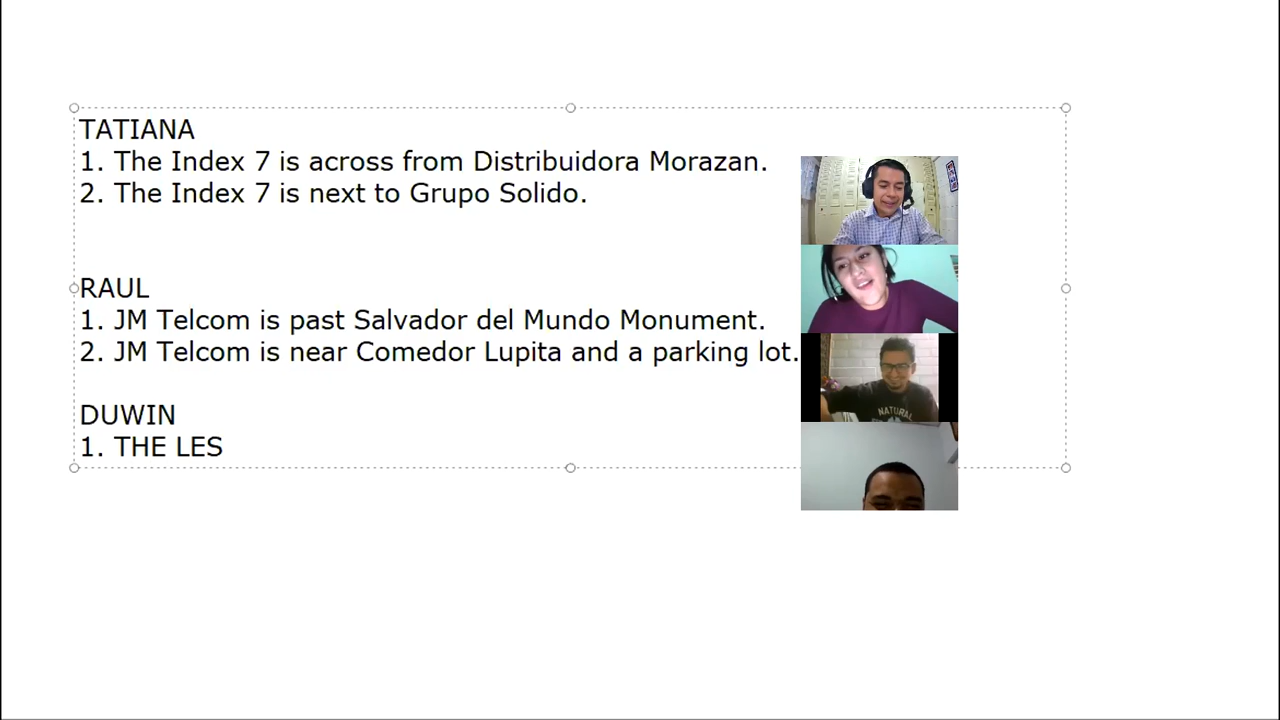 TATIANA
1. The Index 7 is across from Distribuidora Morazan.
2. The Index 7 is next to Grupo Solido.
RAUL
1. JM Telcom is past Salvador del Mundo Monument.
2. JM Telcom is near Comedor Lupita and a parking lot.
DUWIN
1. THE LES
NATURAL